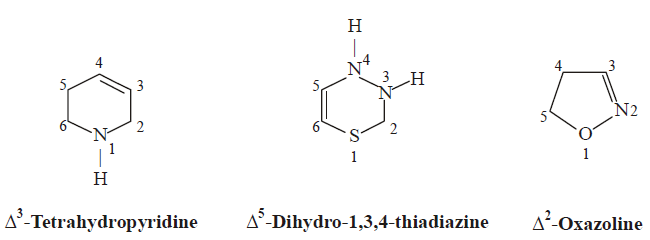 4
5
3
6
N
2
1
H
Δ³-Tetrahydropyridine
H
N4
5
3
H
N
6
S
2
1
Δ⁵-Dihydro-1,3,4-thiadiazine
4
3
5
N2
O
1
Δ²-Oxazoline